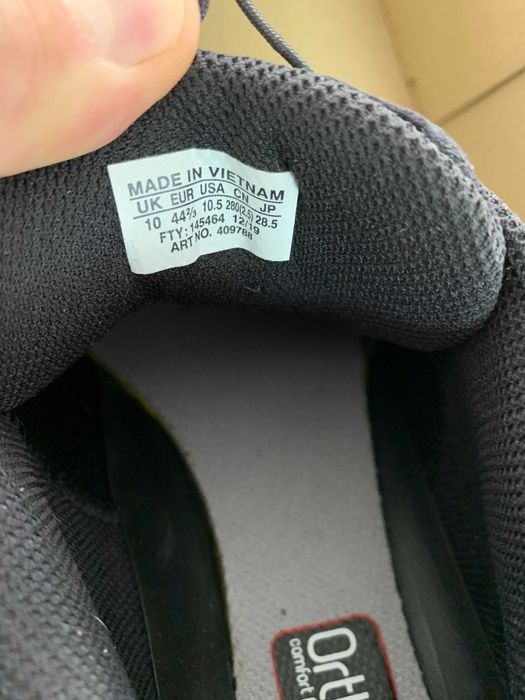 MADE IN VIETNAM
UK EUR USA CN JP
10 44⅔ 10.5 280(2.5) 28.5
FTY: 145464 12/19
ART NO. 409788
Orth
comfort